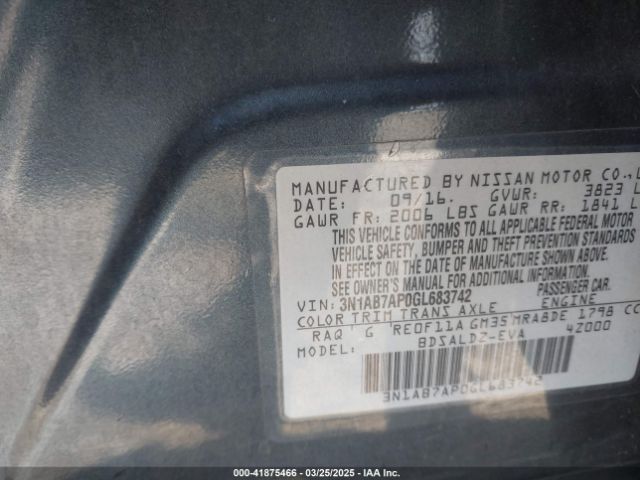 MANUFACTURED BY NISSAN MOTOR CO.,
DATE: 09/16. GVWR: 3823
GAWR FR: 2006 LBS GAWR RR: 1841
THIS VEHICLE CONFORMS TO ALL APPLICABLE FEDERAL MOTOR
VEHICLE SAFETY, BUMPER AND THEFT PREVENTION STANDARDS
IN EFFECT ON THE DATE OF MANUFACTURE SHOWN ABOVE.
SEE OWNER'S MANUAL FOR ADDITIONAL INFORMATION.
VIN: 3N1AB7AP0GL683742 PASSENGER CAR.
COLOR TRIM TRANS AXLE ENGINE
RAQ G RE0F11A GM35 MRA8DE 1798 CC
MODEL: BDSALDZ-EVA 4Z000
3N1AB7AP0GL683742
000-41875466 | 03/25/2025 | IAA Inc.